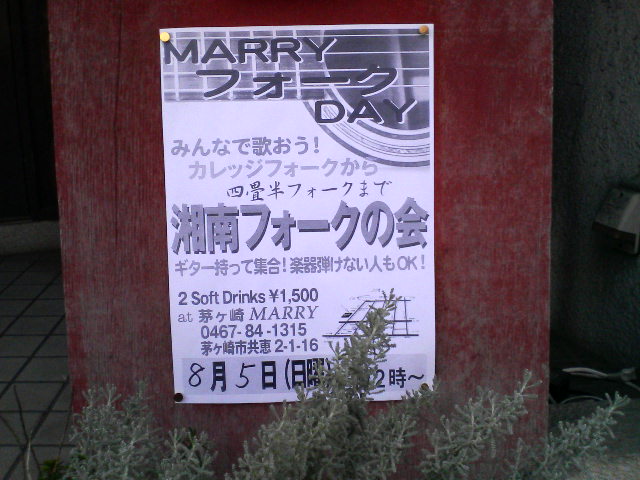 MARRY
フォーク
DAY
みんなで歌おう!
カレッジフォークから
四畳半フォークまで
湘南フォークの会
ギター持って集合!楽器弾けない人もOK!
2 Soft Drinks ¥1,500
at 茅ヶ崎 MARRY
0467-84-1315
茅ヶ崎市共恵 2-1-16
8月5日(日曜 2時~